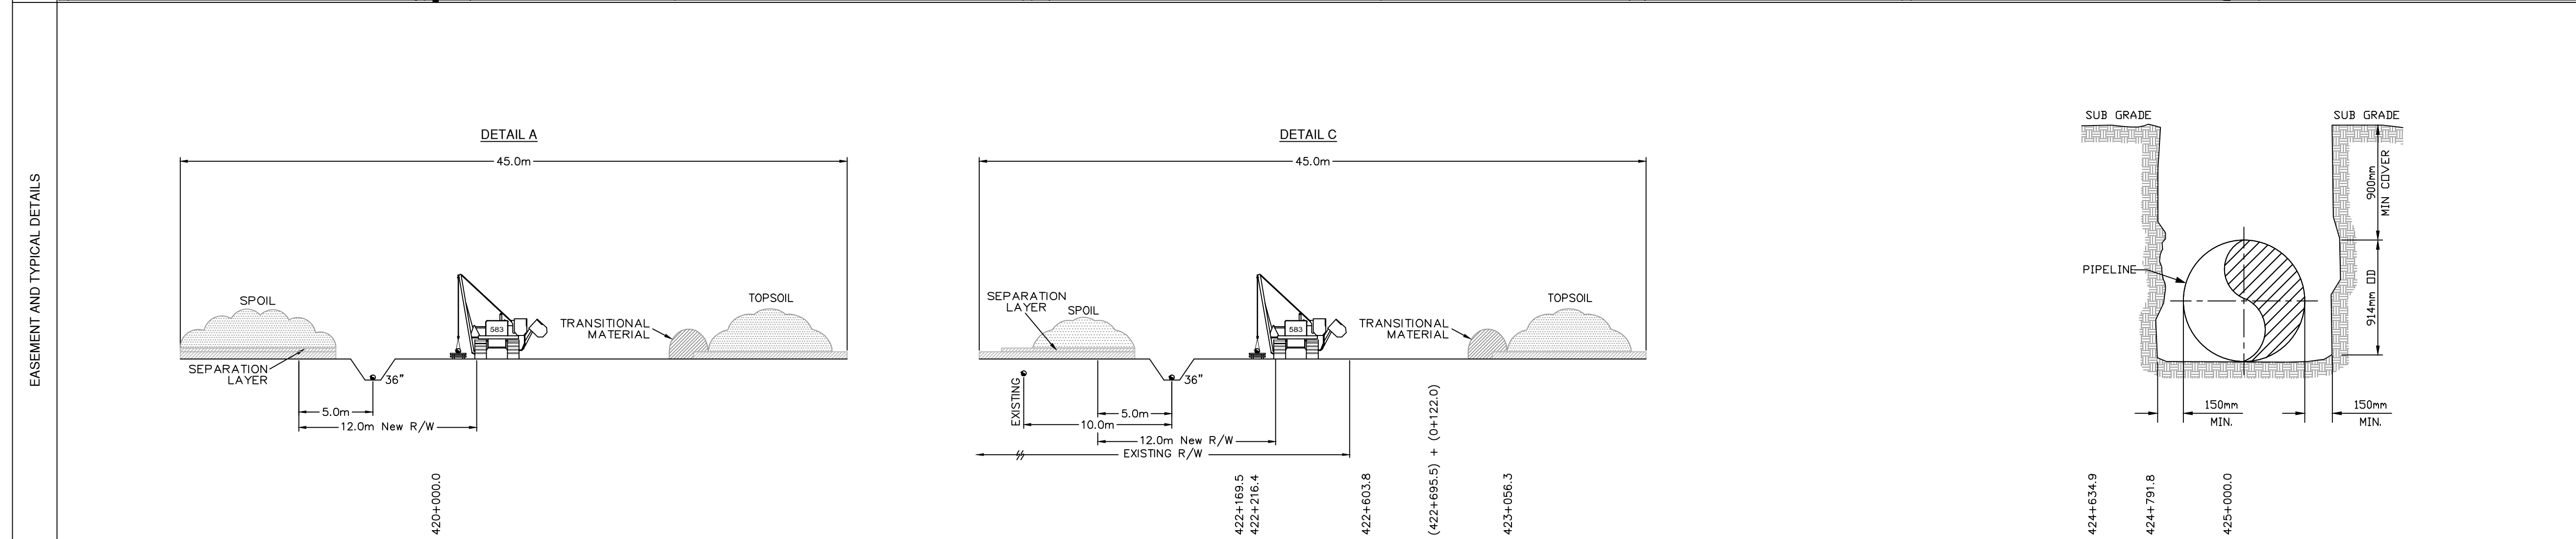 EASEMENT AND TYPICAL DETAILS
DETAIL A
45.0m
SPOIL
SEPARATION
LAYER
36"
583
TRANSITIONAL
MATERIAL
TOPSOIL
5.0m
12.0m New R/W
420+000.0
DETAIL C
45.0m
SEPARATION
LAYER
SPOIL
EXISTING
36"
583
TRANSITIONAL
MATERIAL
TOPSOIL
5.0m
10.0m
12.0m New R/W
EXISTING R/W
422+169.5
422+216.4
422+603.8
(422+695.5) + (0+122.0)
423+056.3
SUB GRADE
SUB GRADE
900mm
MIN COVER
PIPELINE
914mm OD
150mm
MIN.
150mm
MIN.
424+634.9
424+791.8
425+000.0